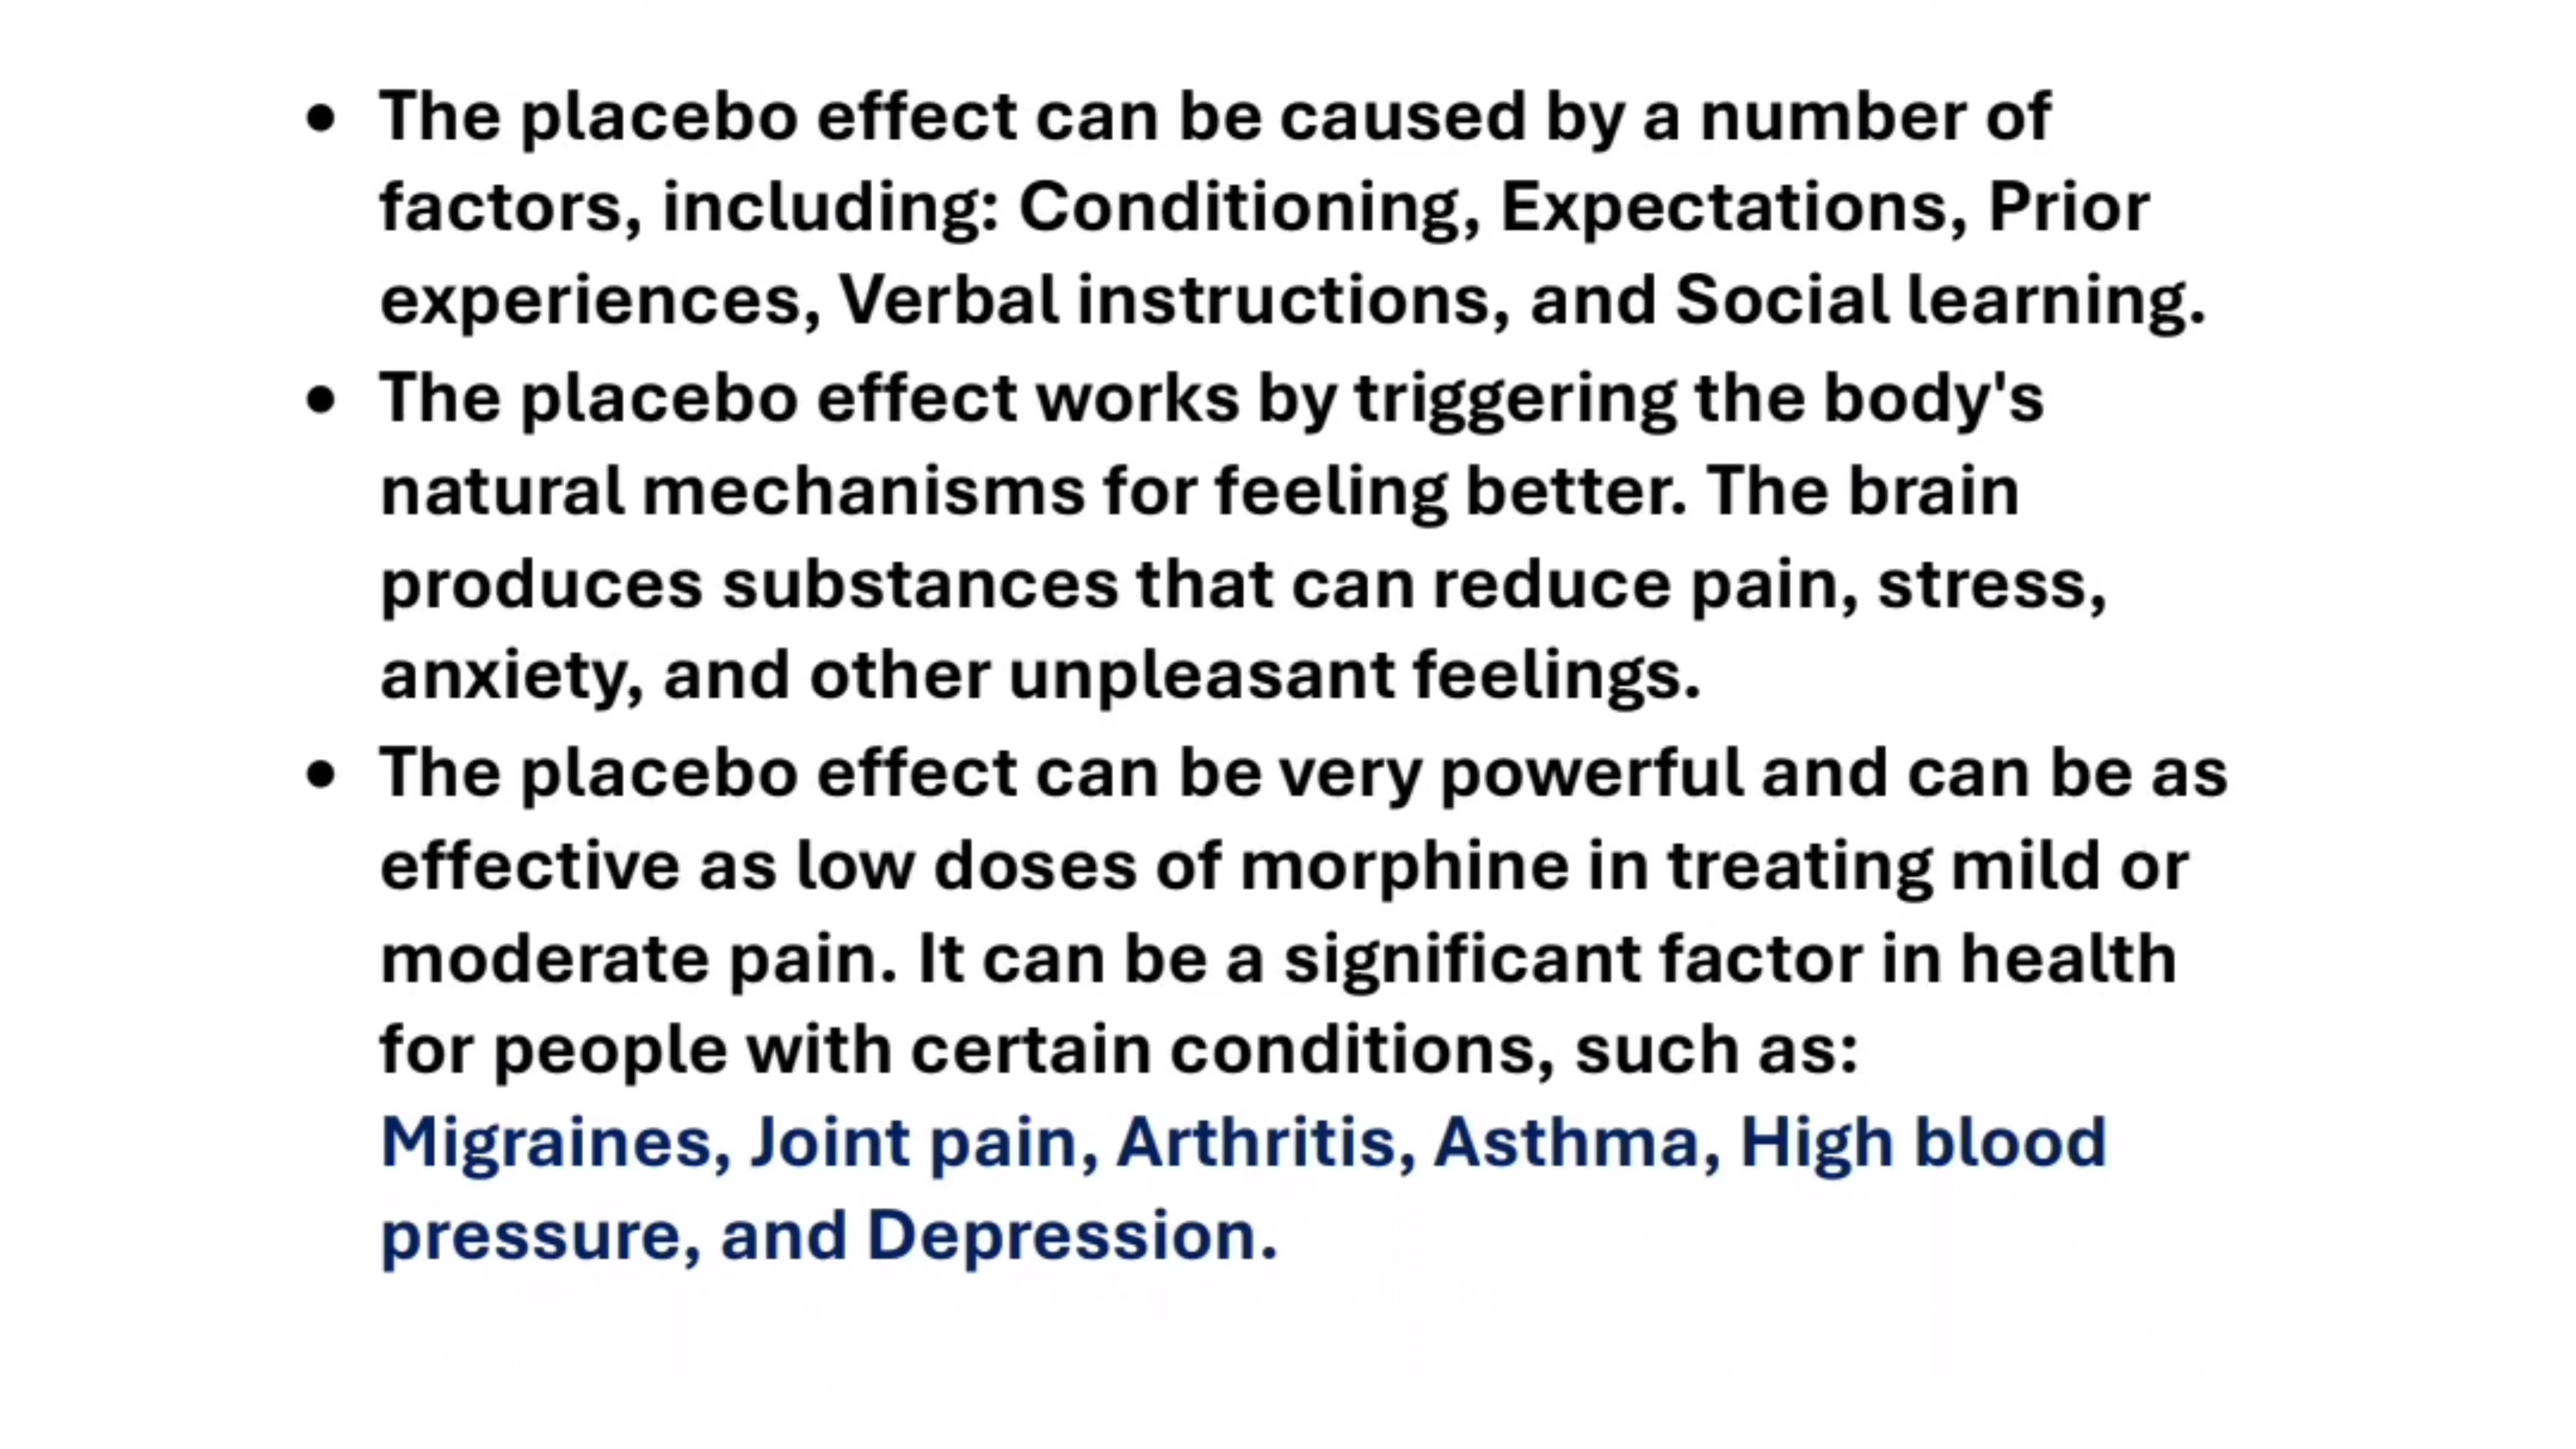 • The placebo effect can be caused by a number of
factors, including: Conditioning, Expectations, Prior
experiences, Verbal instructions, and Social learning.
• The placebo effect works by triggering the body's
natural mechanisms for feeling better. The brain
produces substances that can reduce pain, stress,
anxiety, and other unpleasant feelings.
• The placebo effect can be very powerful and can be as
effective as low doses of morphine in treating mild or
moderate pain. It can be a significant factor in health
for people with certain conditions, such as:
Migraines, Joint pain, Arthritis, Asthma, High blood
pressure, and Depression.